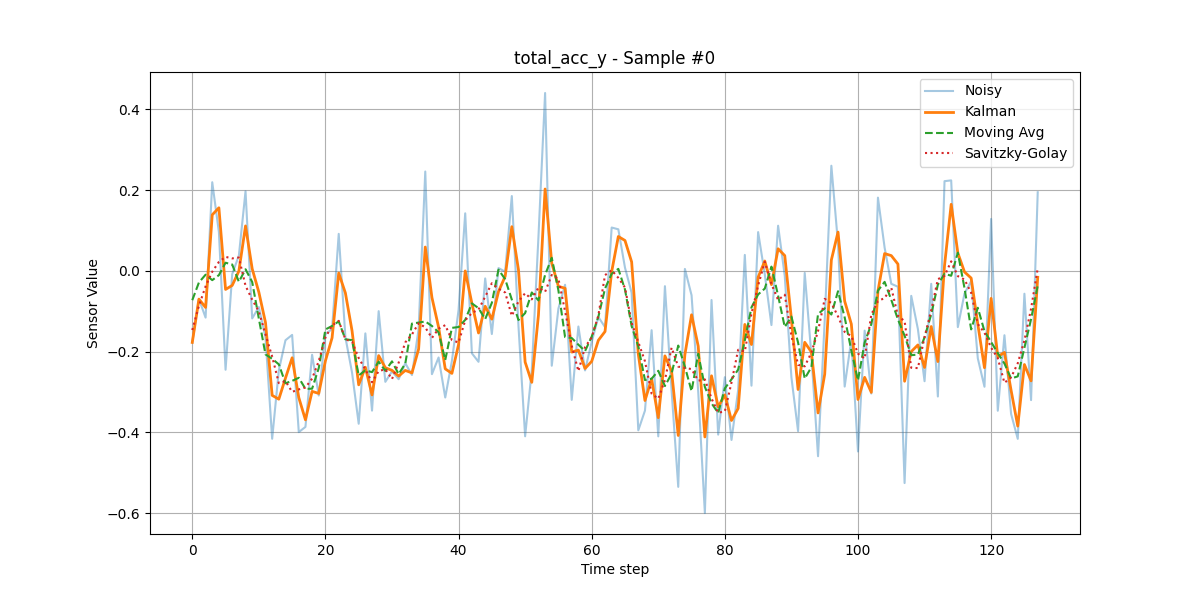 total_acc_y - Sample #0
Noisy
Kalman
Moving Avg
Savitzky-Golay
Sensor Value
0.4
0.2
0.0
−0.2
−0.4
−0.6
0 20 40 60 80 100 120
Time step